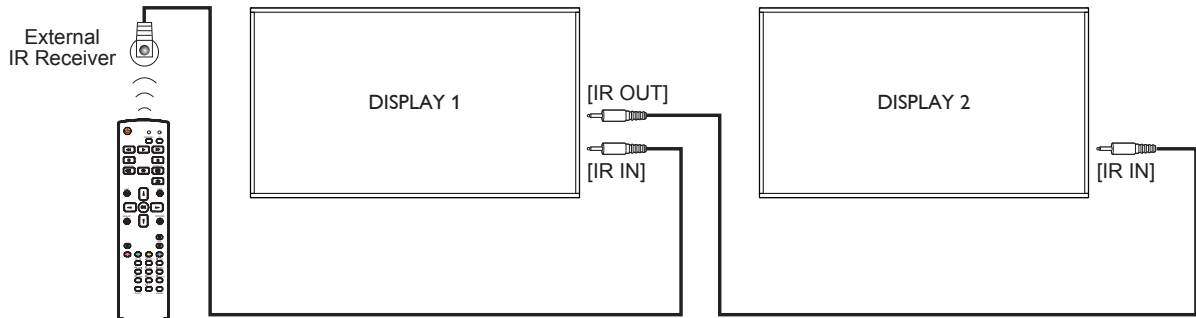 External
IR Receiver
DISPLAY 1
[IR OUT]
[IR IN]
DISPLAY 2
[IR IN]